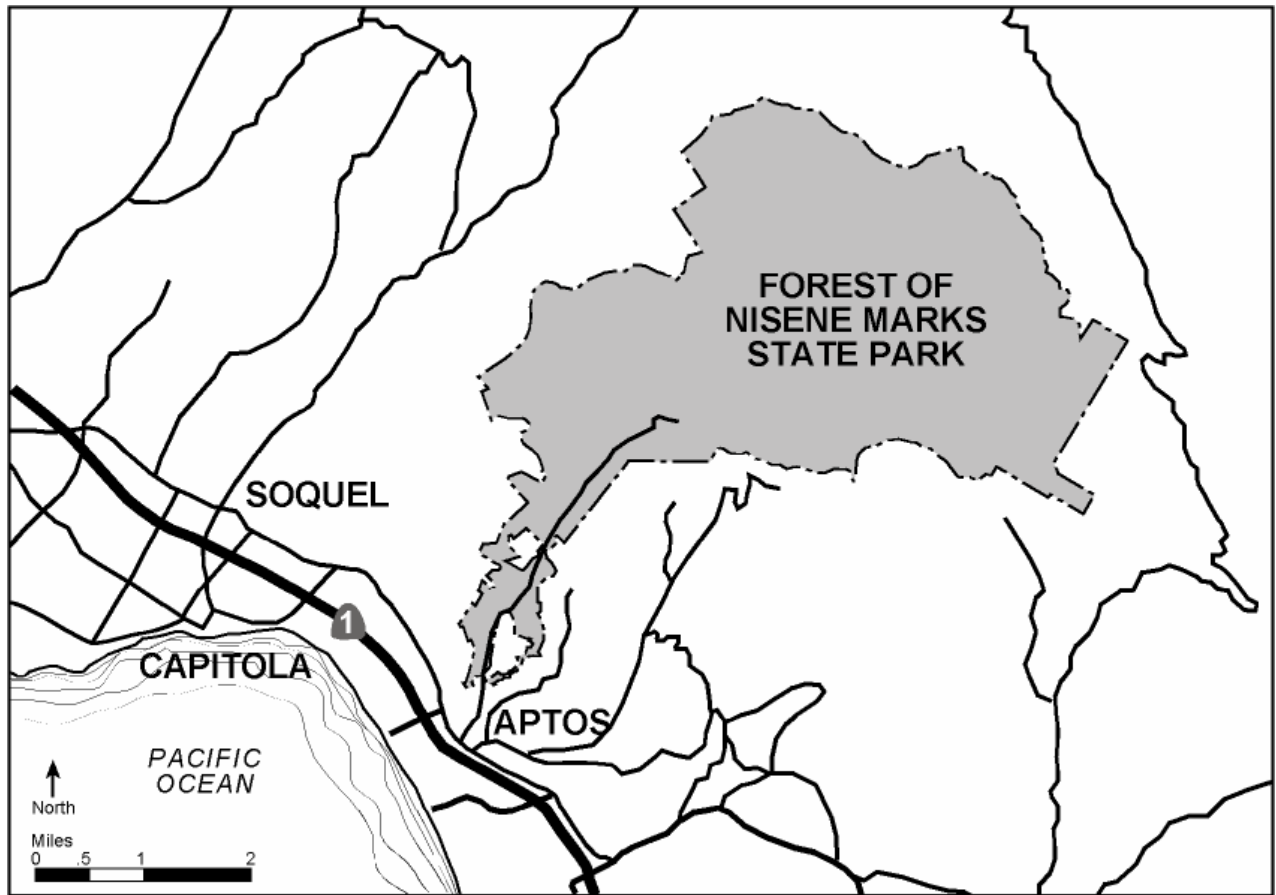 FOREST OF
NISENE MARKS
STATE PARK
SOQUEL
1
CAPITOLA
APTOS
PACIFIC
OCEAN
North
Miles
0 .5 1 2